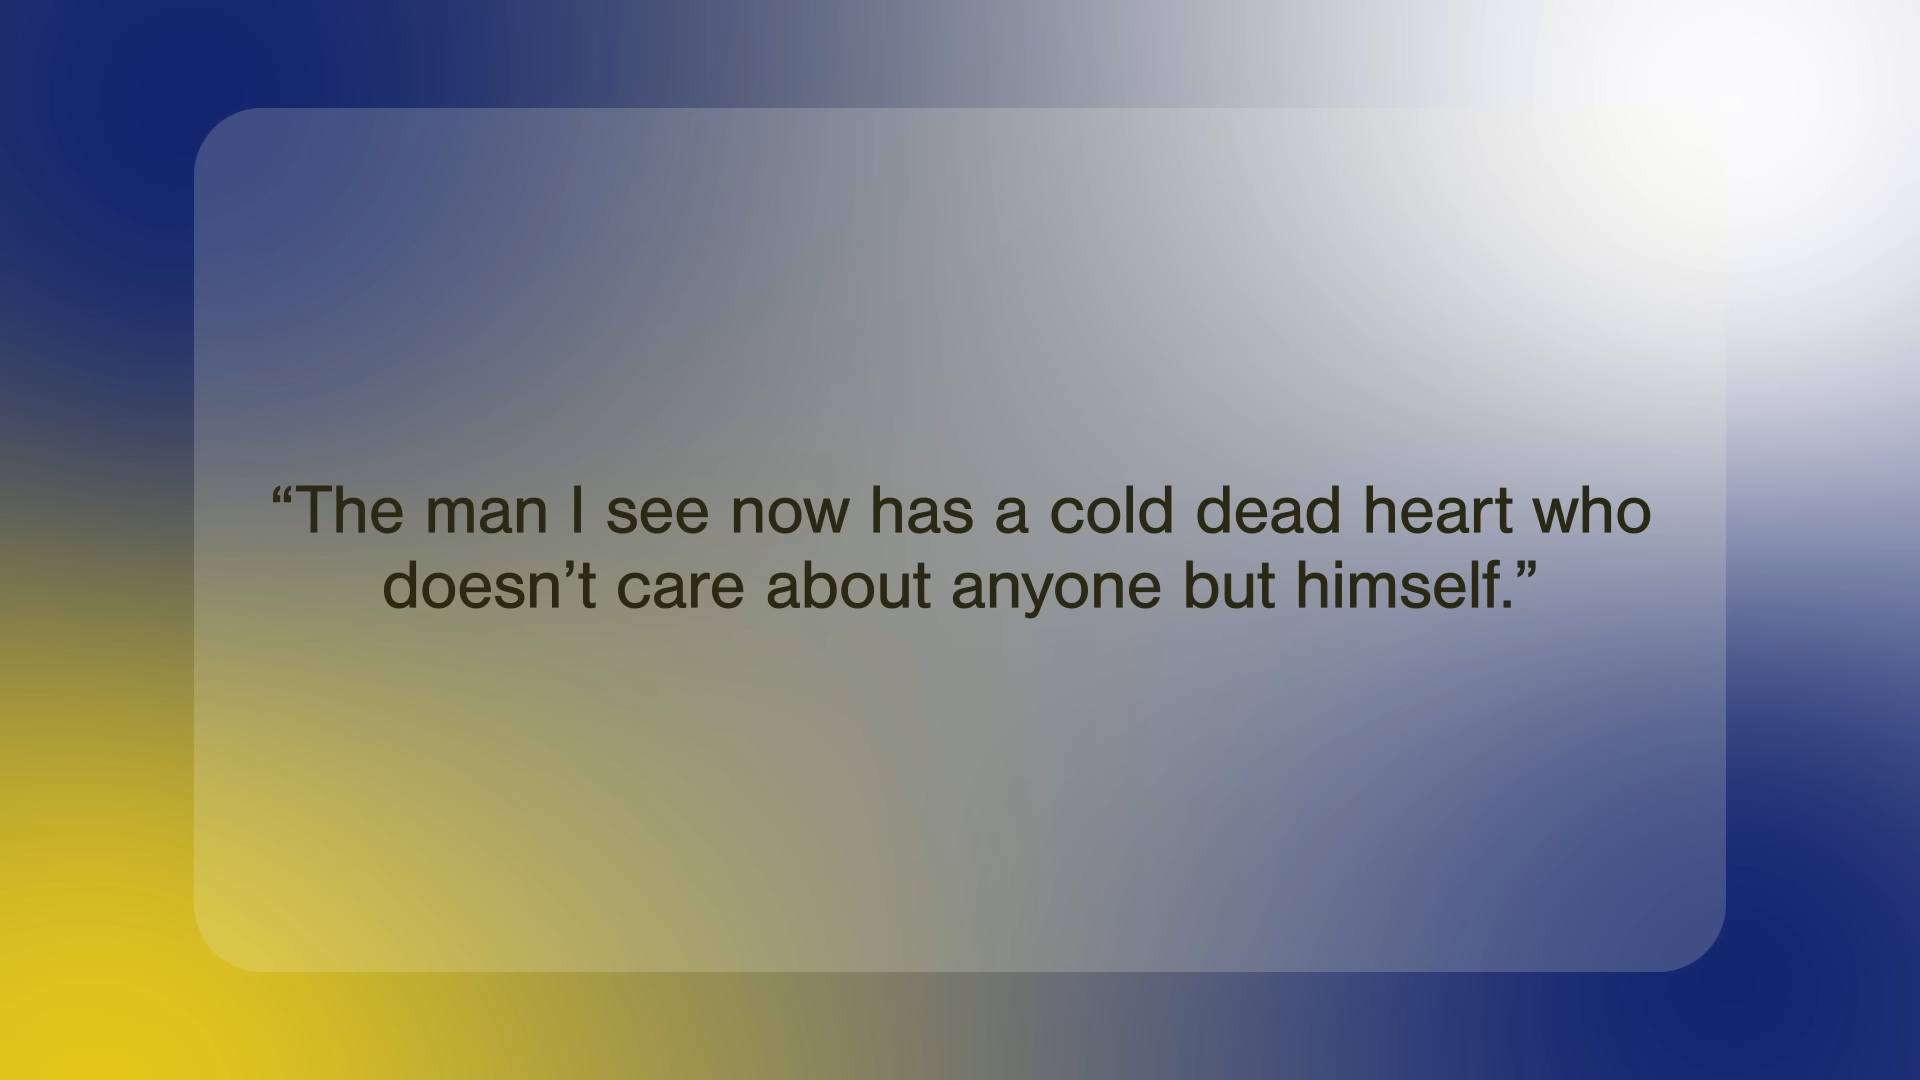 “The man I see now has a cold dead heart who
doesn’t care about anyone but himself.”